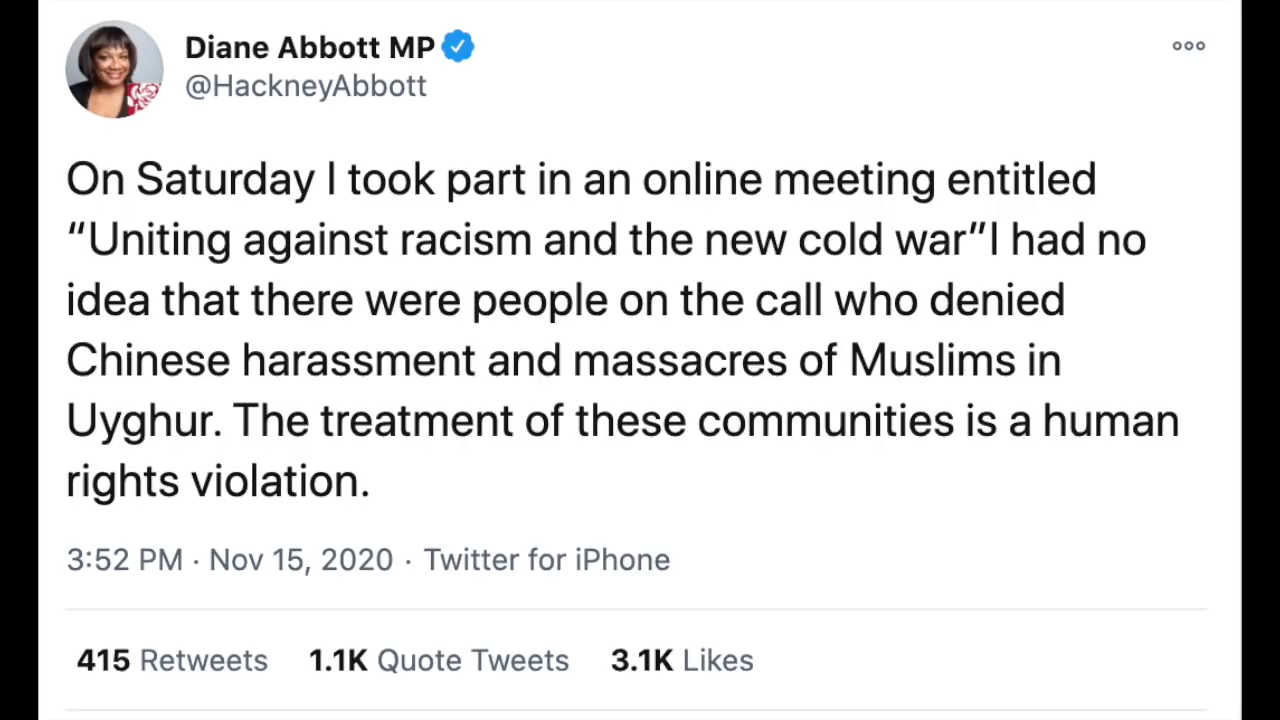 Diane Abbott MP
@HackneyAbbott
On Saturday I took part in an online meeting entitled
“Uniting against racism and the new cold war”I had no
idea that there were people on the call who denied
Chinese harassment and massacres of Muslims in
Uyghur. The treatment of these communities is a human
rights violation.
3:52 PM · Nov 15, 2020 · Twitter for iPhone
415 Retweets 1.1K Quote Tweets 3.1K Likes